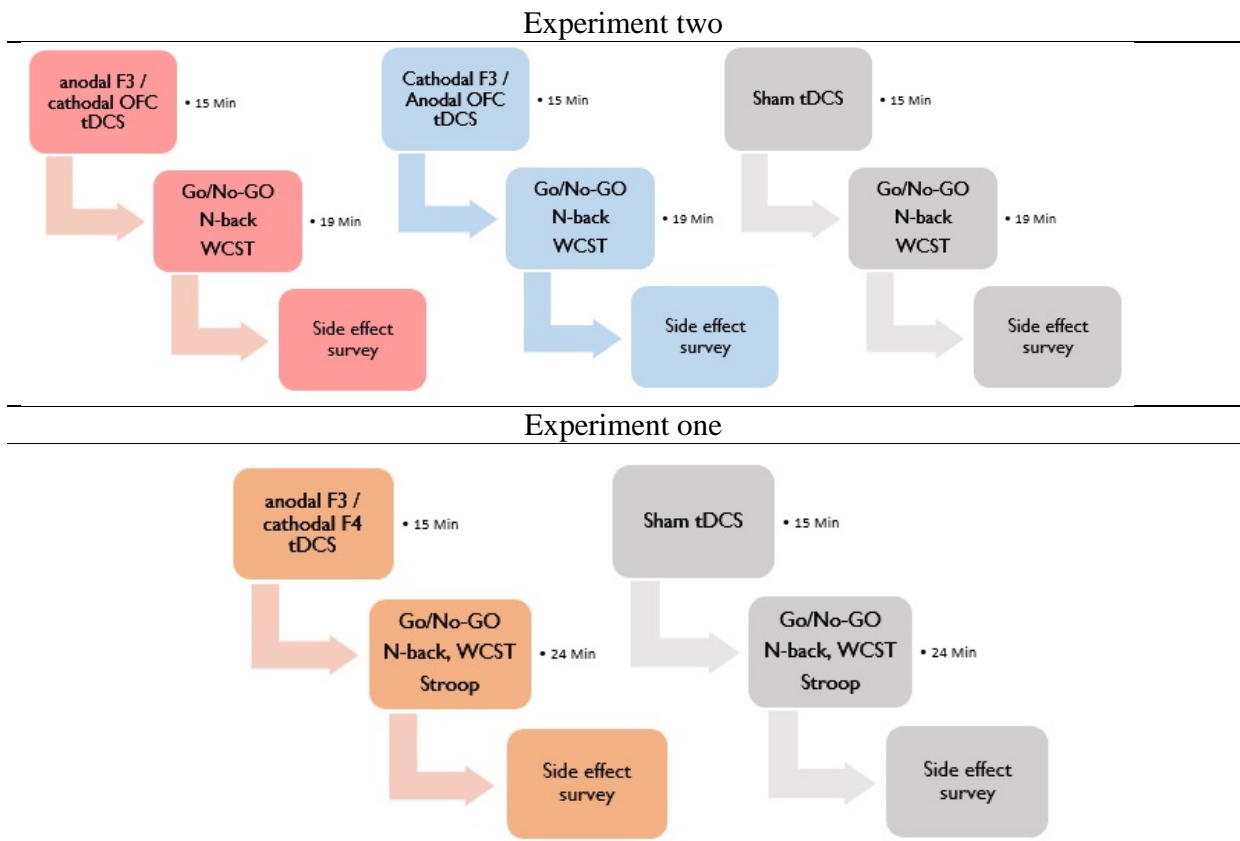 Experiment two
anodal F3 /
cathodal OFC
tDCS
• 15 Min
Go/No-GO
N-back
WCST
• 19 Min
Side effect
survey
Cathodal F3 /
Anodal OFC
tDCS
• 15 Min
Go/No-GO
N-back
WCST
• 19 Min
Side effect
survey
Sham tDCS
• 15 Min
Go/No-GO
N-back
WCST
• 19 Min
Side effect
survey
Experiment one
anodal F3 /
cathodal F4
tDCS
• 15 Min
Go/No-GO
N-back, WCST
Stroop
• 24 Min
Side effect
survey
Sham tDCS
• 15 Min
Go/No-GO
N-back, WCST
Stroop
• 24 Min
Side effect
survey